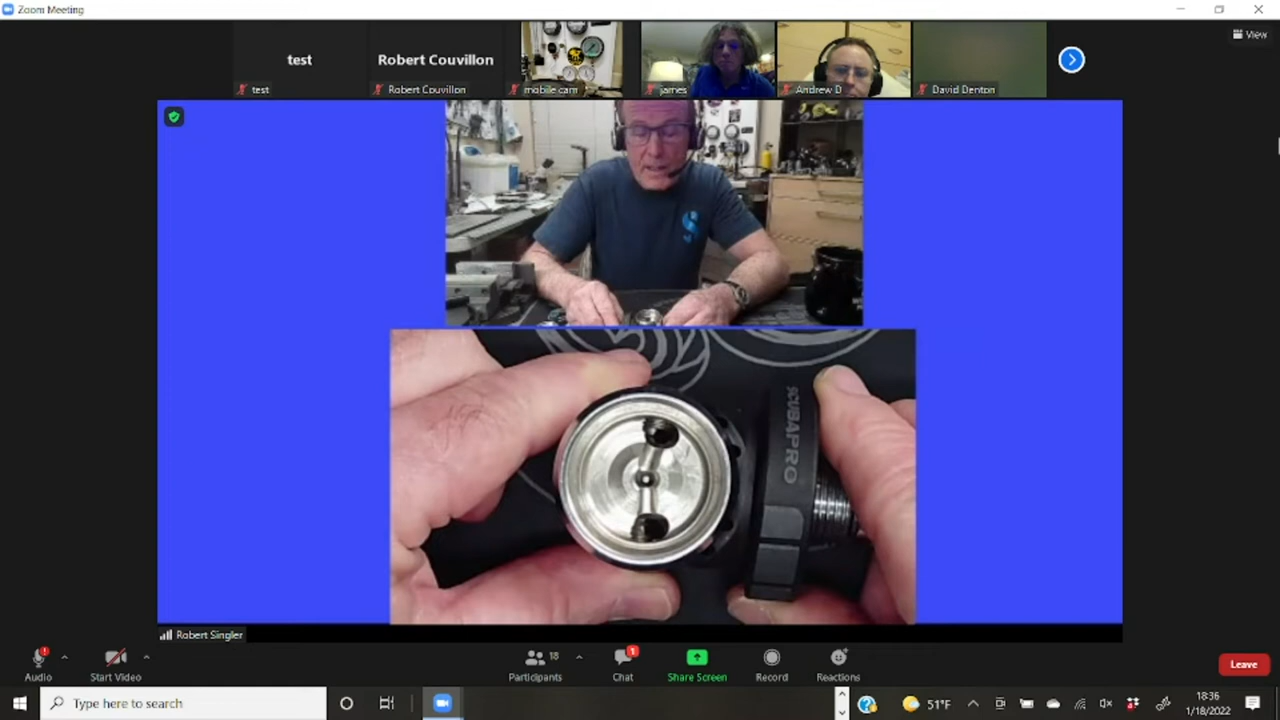 Zoom Meeting
View
test
Robert Couvillon
test
Robert Couvillon
mobile cam
james
Andrew D
David Denton
SCUBAPRO
Robert Singler
Audio
Start Video
18
Participants
1
Chat
Share Screen
Record
Reactions
Leave
Type here to search
51°F
18:36
1/18/2022